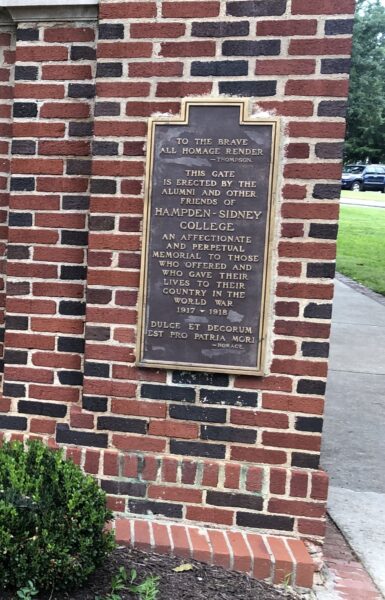 TO THE BRAVE
ALL HOMAGE RENDER
—THOMPSON.
THIS GATE
IS ERECTED BY THE
ALUMNI AND OTHER
FRIENDS OF
HAMPDEN-SIDNEY
COLLEGE
AN AFFECTIONATE
AND PERPETUAL
MEMORIAL TO THOSE
WHO OFFERED AND
WHO GAVE THEIR
LIVES TO THEIR
COUNTRY IN THE
WORLD WAR
1917 • 1918
DULCE ET DECORUM
EST PRO PATRIA MORI
—HORACE.